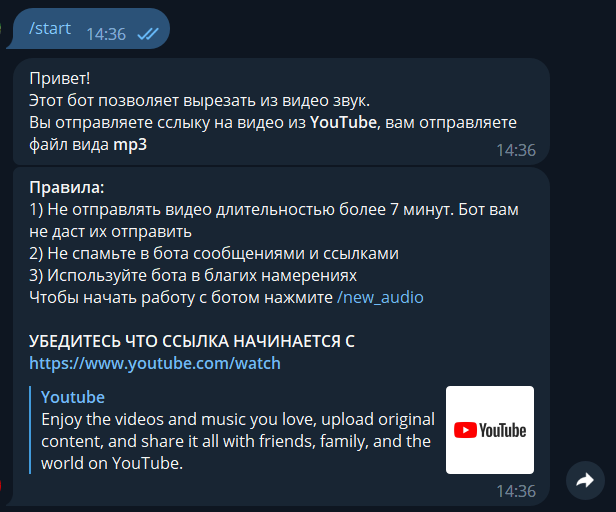 /start 14:36
Привет!
Этот бот позволяет вырезать из видео звук.
Вы отправляете сслыку на видео из YouTube, вам отправляете
файл вида mp3
14:36
Правила:
1) Не отправлять видео длительностью более 7 минут. Бот вам
не даст их отправить
2) Не спамьте в бота сообщениями и ссылками
3) Используйте бота в благих намерениях
Чтобы начать работу с ботом нажмите /new_audio
УБЕДИТЕСЬ ЧТО ССЫЛКА НАЧИНАЕТСЯ С
https://www.youtube.com/watch
Youtube
Enjoy the videos and music you love, upload original
content, and share it all with friends, family, and the
world on YouTube.
YouTube
14:36